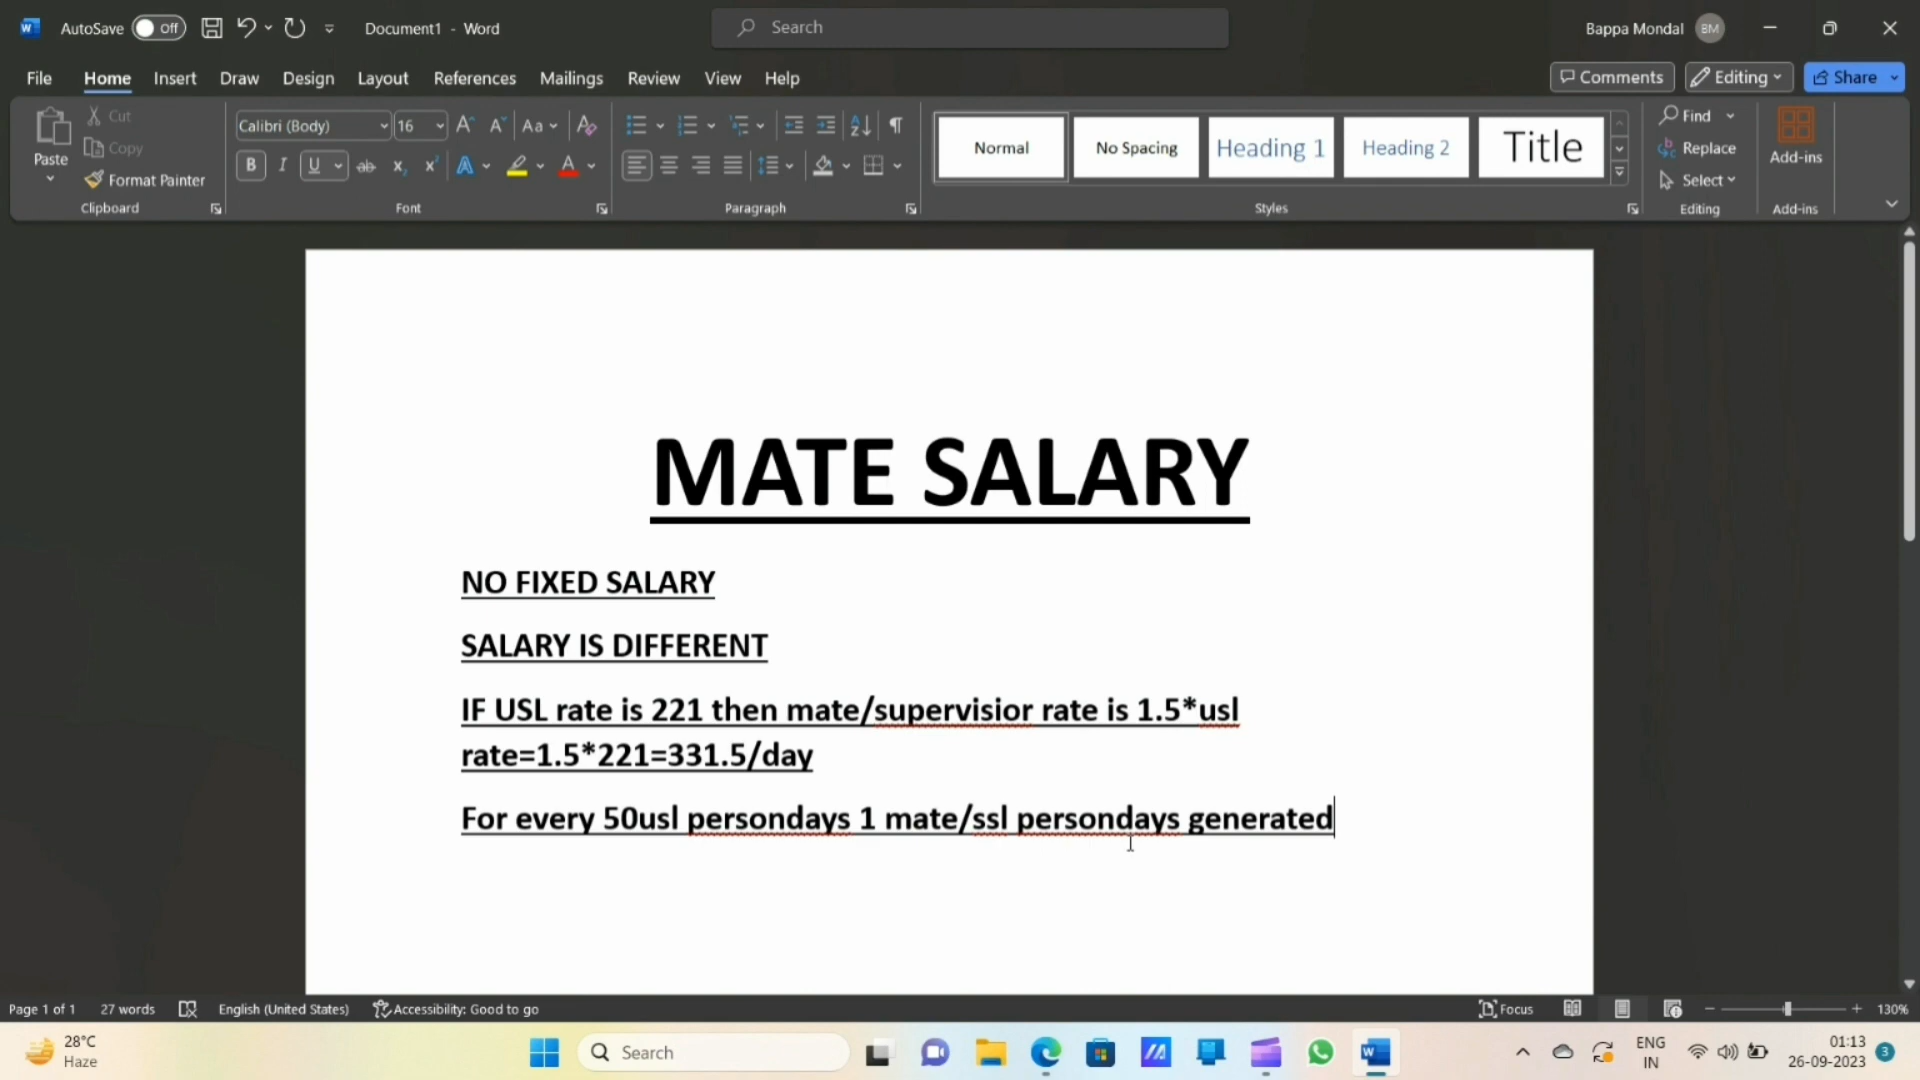 AutoSave Off Document1 - Word Search Bappa Mondal BM
File Home Insert Draw Design Layout References Mailings Review View Help Comments Editing Share
Paste Cut Copy Format Painter Clipboard
Calibri (Body) 16 Aa Font
Paragraph
Normal No Spacing Heading 1 Heading 2 Title Styles
Find Replace Select Editing
Add-ins Add-ins
MATE SALARY
NO FIXED SALARY
SALARY IS DIFFERENT
IF USL rate is 221 then mate/supervisior rate is 1.5*usl
rate=1.5*221=331.5/day
For every 50usl persondays 1 mate/ssl persondays generated
Page 1 of 1 27 words English (United States) Accessibility: Good to go Focus 130%
28°C
Haze
Search
ENG
IN
01:13
26-09-2023
3